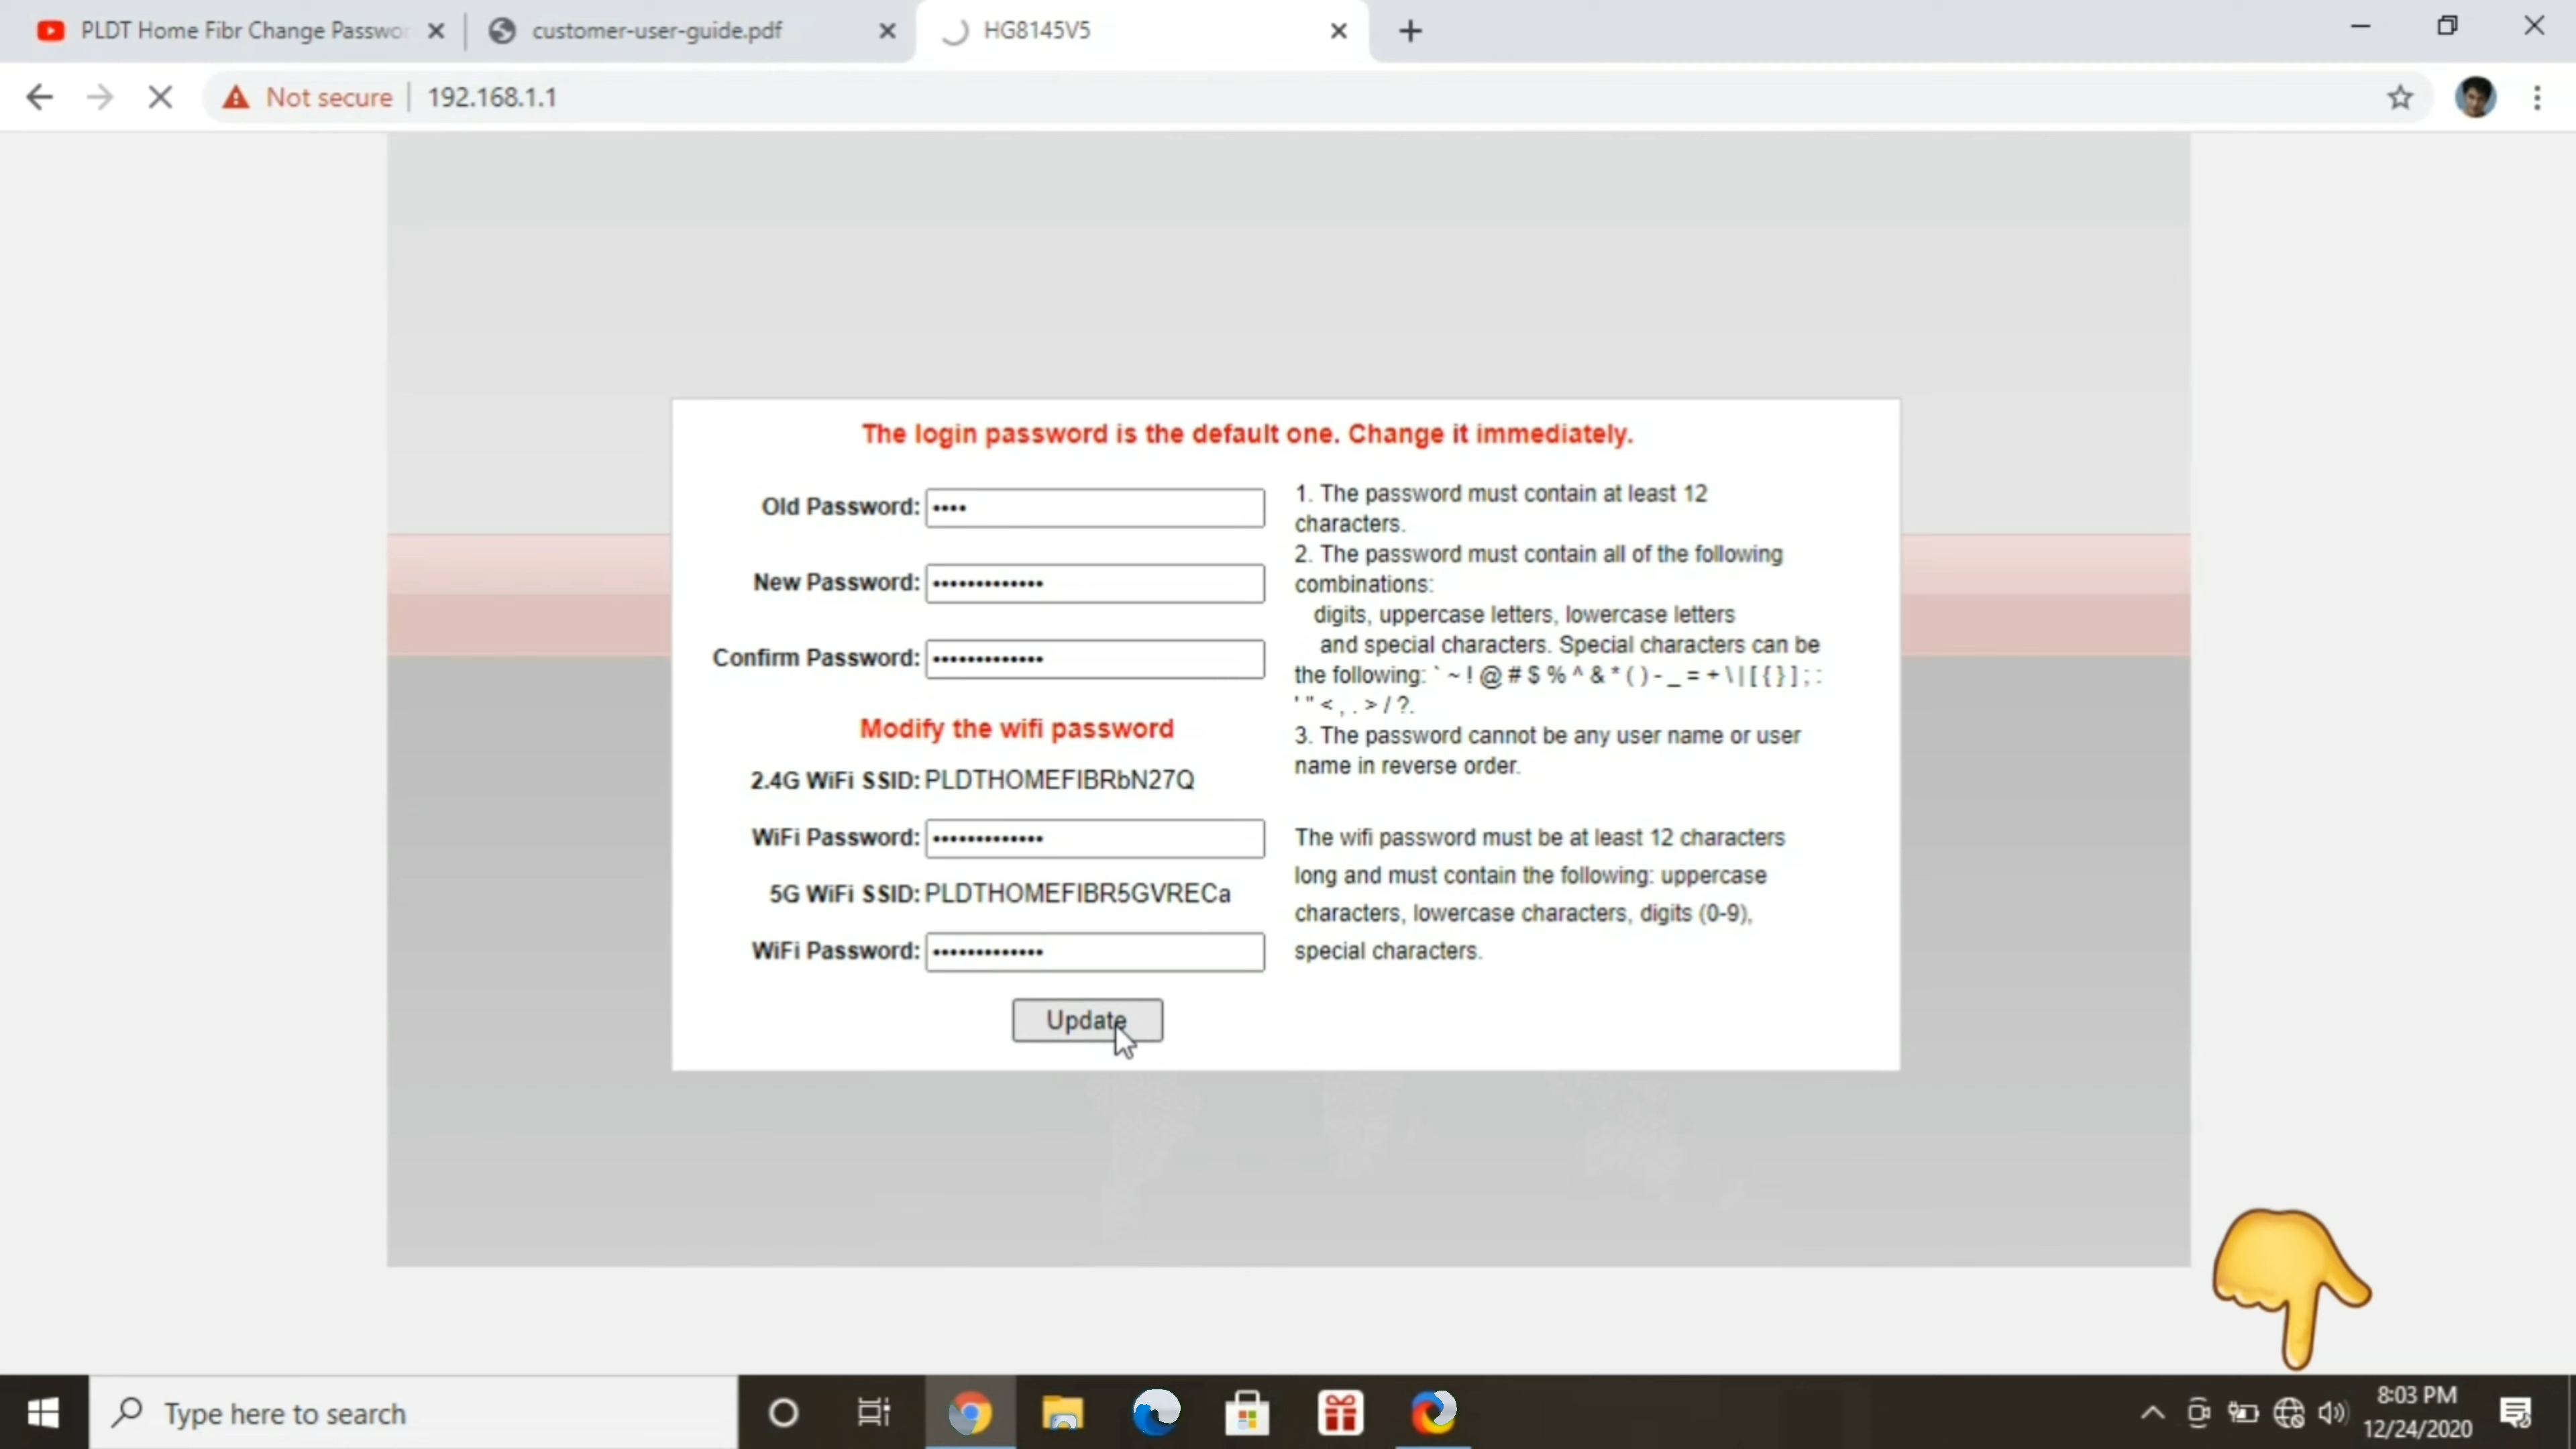 PLDT Home Fibr Change Passwor
customer-user-guide.pdf
HG8145V5
Not secure
192.168.1.1
The login password is the default one. Change it immediately.
Old Password:
New Password:
Confirm Password:
1. The password must contain at least 12
characters.
2. The password must contain all of the following
combinations:
digits, uppercase letters, lowercase letters
and special characters. Special characters can be
the following: ` ~ ! @ # $ % ^ & * ( ) - _ = + \ | [ { } ] ; :
' " < , . > / ?.
3. The password cannot be any user name or user
name in reverse order.
Modify the wifi password
2.4G WiFi SSID: PLDTHOMEFIBRbN27Q
WiFi Password:
5G WiFi SSID: PLDTHOMEFIBR5GVRECa
WiFi Password:
The wifi password must be at least 12 characters
long and must contain the following: uppercase
characters, lowercase characters, digits (0-9),
special characters.
Update
Type here to search
8:03 PM
12/24/2020